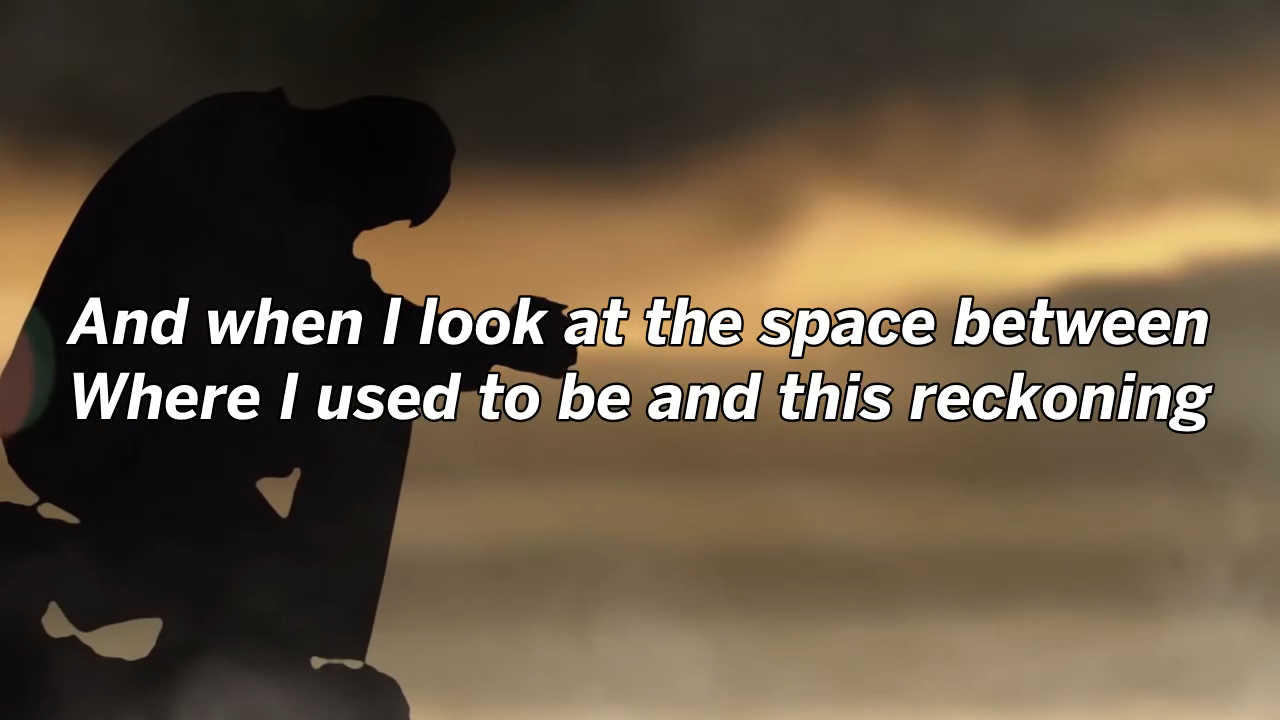 And when I look at the space between
Where I used to be and this reckoning